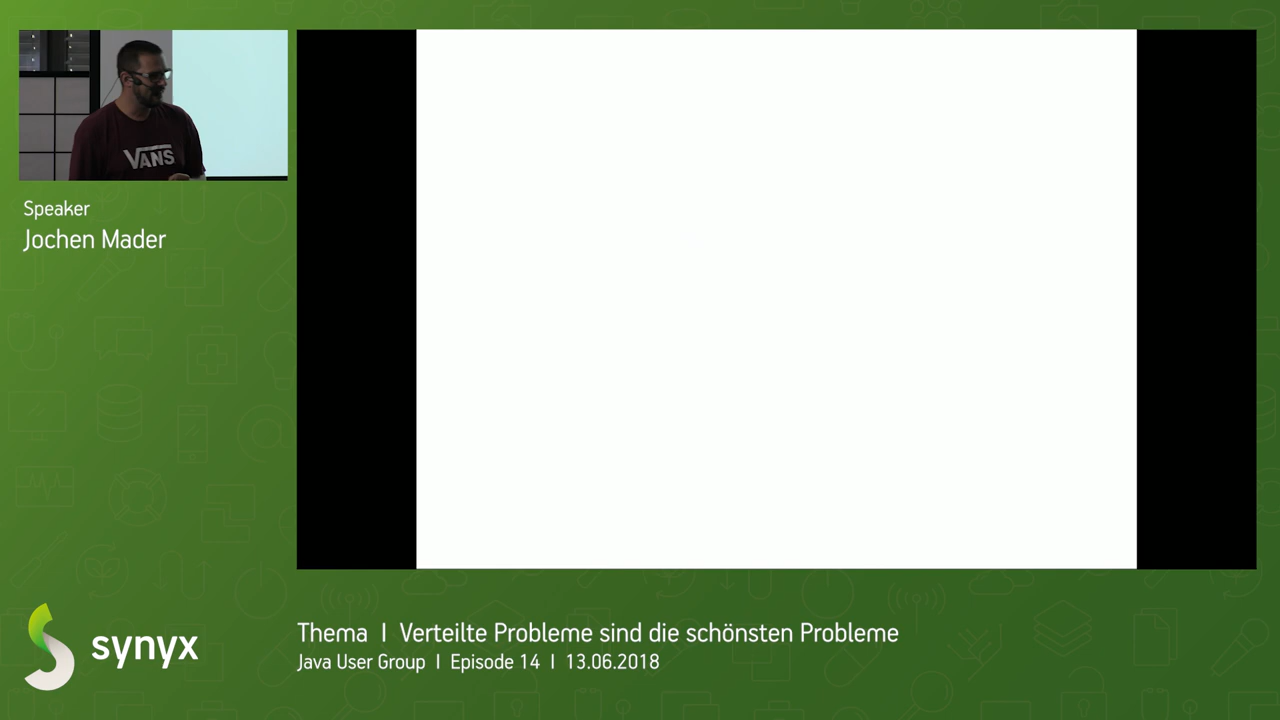 VANS
Speaker
Jochen Mader
synyx
Thema | Verteilte Probleme sind die schönsten Probleme
Java User Group | Episode 14 | 13.06.2018